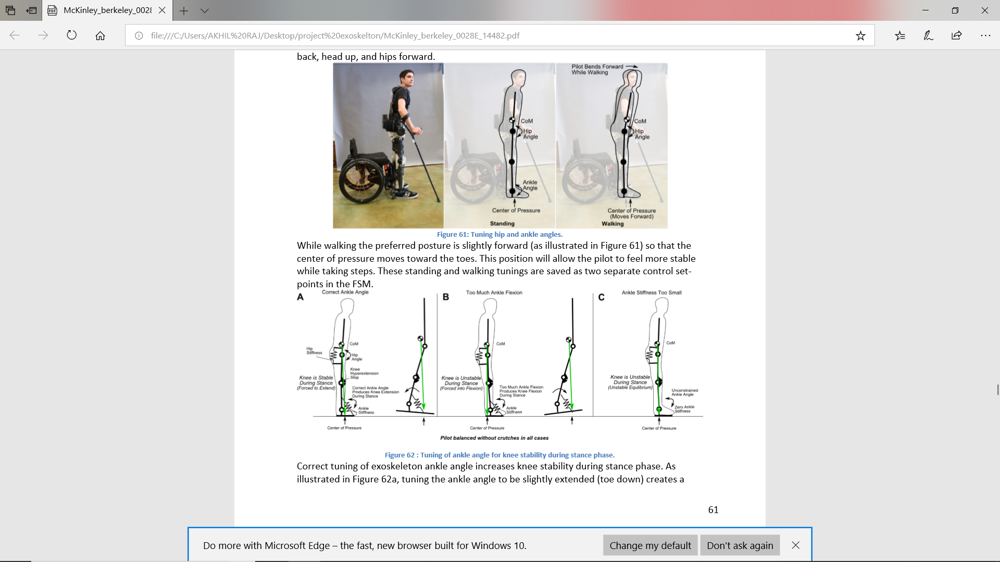 McKinley_berkeley_0028
file:///C:/Users/AKHIL%20RAJ/Desktop/project%20exoskelton/McKinley_berkeley_0028E_14482.pdf
back, head up, and hips forward.
Pilot Bends Forward
While Walking
CoM
Hip
Angle
Ankle
Angle
Center of Pressure
Standing
CoM
Hip
Angle
Center of Pressure
(Moves Forward)
Walking
Figure 61: Tuning hip and ankle angles.
While walking the preferred posture is slightly forward (as illustrated in Figure 61) so that the
center of pressure moves toward the toes. This position will allow the pilot to feel more stable
while taking steps. These standing and walking tunings are saved as two separate control set-
points in the FSM.
A
Correct Ankle Angle
CoM
Hip
Stiffness
Hip
Angle
Knee
Hyperextension
Stop
Knee is Stable
During Stance
(Forced to Extend)
Correct Ankle Angle
Produces Knee Extension
During Stance
Ankle
Stiffness
Center of Pressure
B
Too Much Ankle Flexion
CoM
Knee is Unstable
During Stance
(Forced into Flexion)
Too Much Ankle Flexion
Produces Knee Flexion
During Stance
Ankle
Stiffness
Center of Pressure
C
Ankle Stiffness Too Small
CoM
Knee is Unstable
During Stance
(Unstable Equlibrium)
Unconstrained
Ankle Angle
Zero Ankle
Stiffness
Center of Pressure
Pilot balanced without crutches in all cases
Figure 62 : Tuning of ankle angle for knee stability during stance phase.
Correct tuning of exoskeleton ankle angle increases knee stability during stance phase. As
illustrated in Figure 62a, tuning the ankle angle to be slightly extended (toe down) creates a
61
Do more with Microsoft Edge – the fast, new browser built for Windows 10.
Change my default
Don't ask again